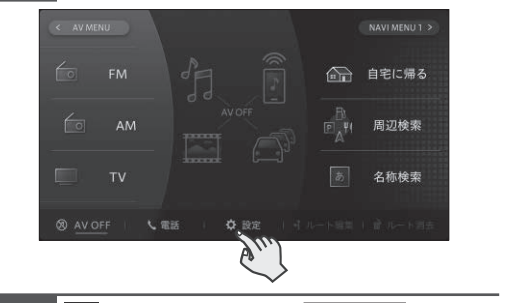 < AV MENU
NAVI MENU 1 >
FM
自宅に帰る
AV OFF
AM
周辺検索
P
A
TV
あ
名称検索
AV OFF
電話
設定
ルート編集
ルート消去